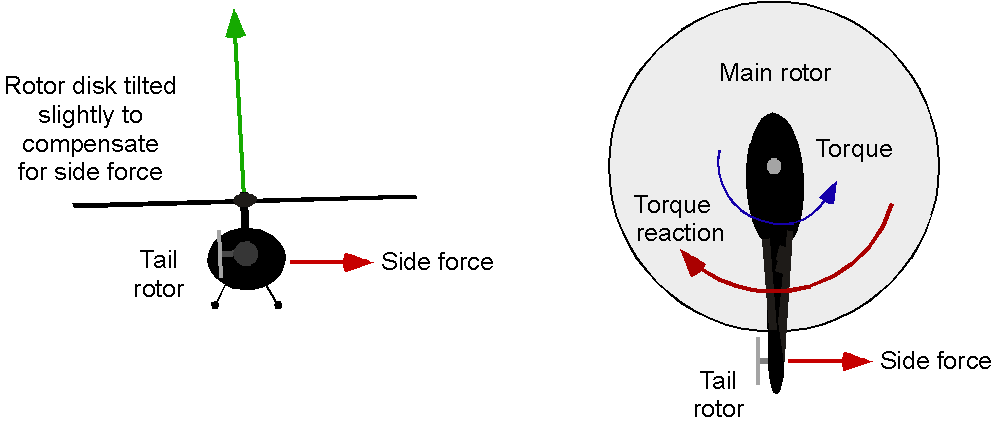 Rotor disk tilted
slightly to
compensate
for side force
Tail
rotor
Side force
Main rotor
Torque
Torque
reaction
Side force
Tail
rotor